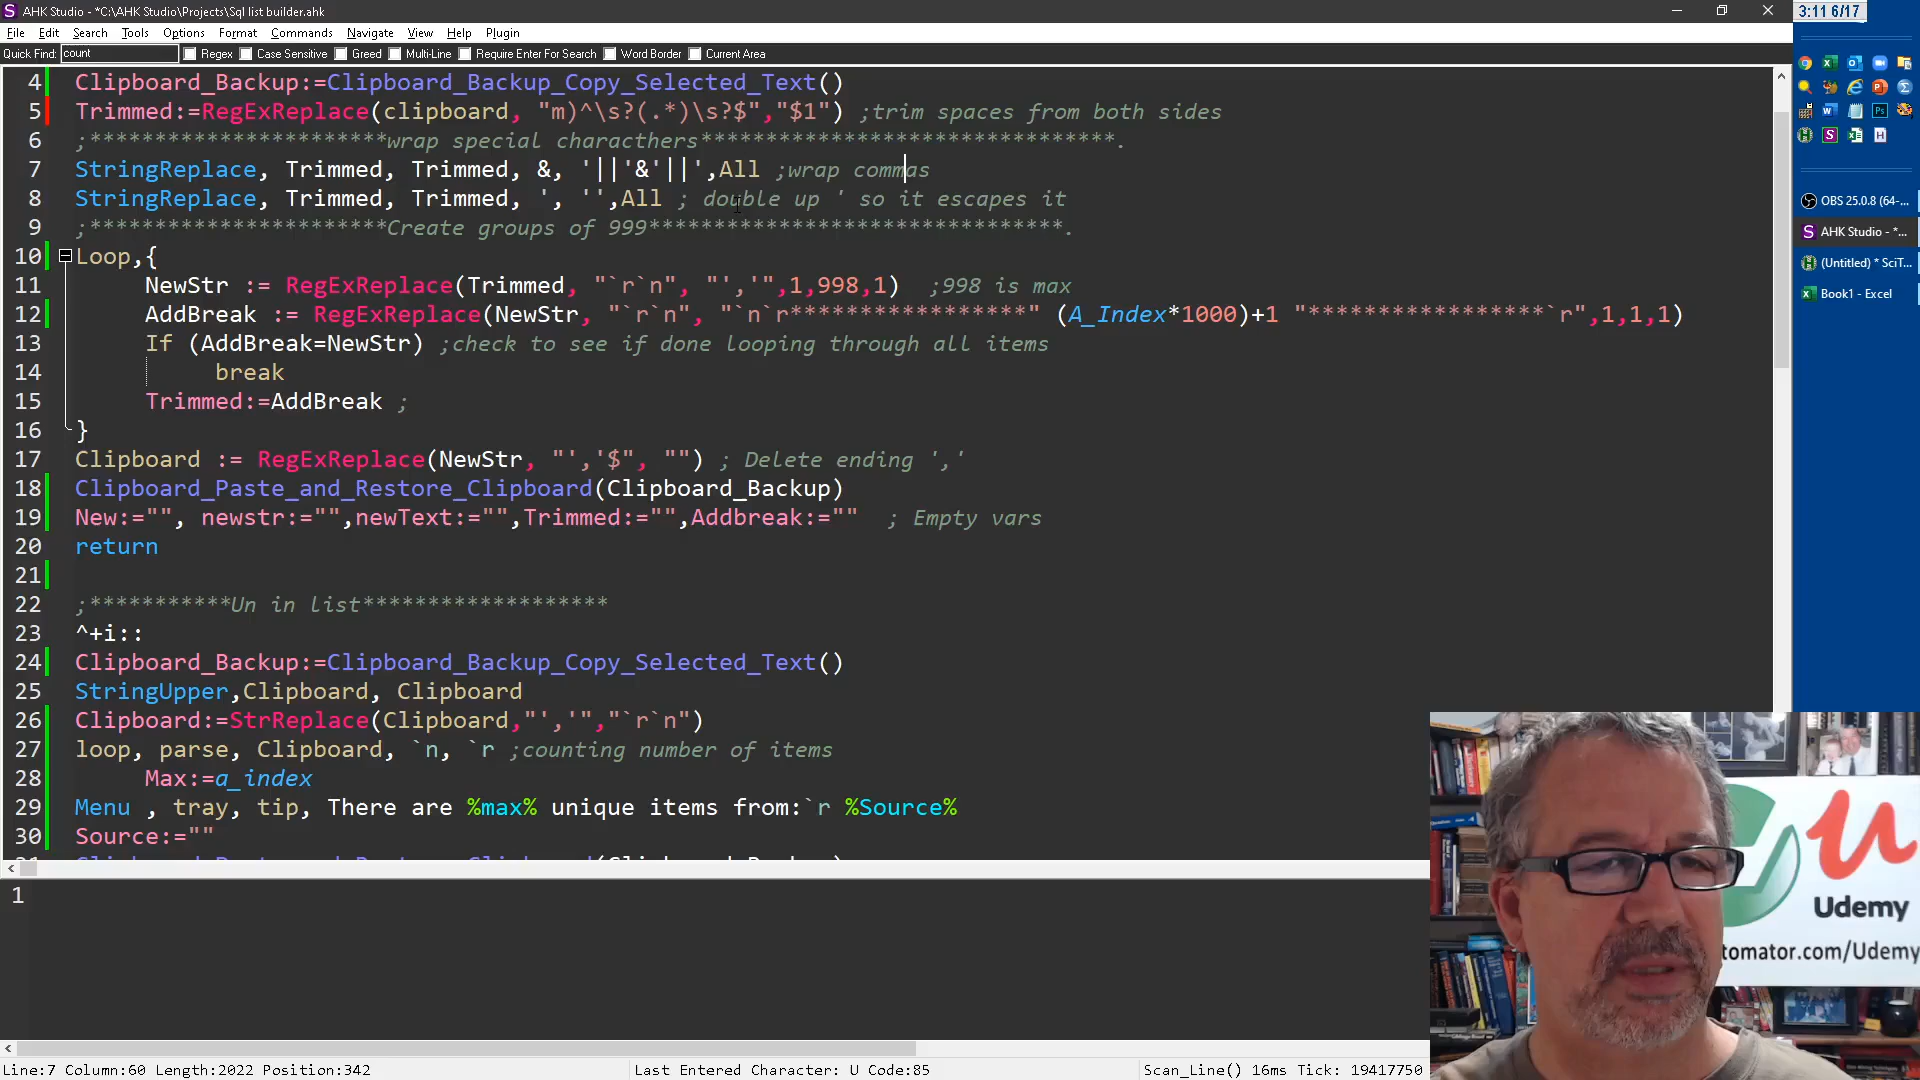 AHK Studio - *C:\AHK Studio\Projects\Sql list builder.ahk
3:11 6/17
File Edit Search Tools Options Format Commands Navigate View Help Plugin
Quick Find: count Regex Case Sensitive Greed Multi-Line Require Enter For Search Word Border Current Area
4 Clipboard_Backup:=Clipboard_Backup_Copy_Selected_Text()
5 Trimmed:=RegExReplace(clipboard, "m)^\s?(.*)\s?$","$1") ;trim spaces from both sides
6 ;***********************wrap special characthers********************************.
7 StringReplace, Trimmed, Trimmed, &, '||'&'||',All ;wrap commas
8 StringReplace, Trimmed, Trimmed, ', '',All ; double up ' so it escapes it
9 ;***********************Create groups of 999********************************.
10 Loop,{
11 NewStr := RegExReplace(Trimmed, "`r`n", "','",1,998,1) ;998 is max
12 AddBreak := RegExReplace(NewStr, "`r`n", "`n`r*****************" (A_Index*1000)+1 "*****************`r",1,1,1)
13 If (AddBreak=NewStr) ;check to see if done looping through all items
14 break
15 Trimmed:=AddBreak ;
16 }
17 Clipboard := RegExReplace(NewStr, "','$", "") ; Delete ending ','
18 Clipboard_Paste_and_Restore_Clipboard(Clipboard_Backup)
19 New:="", newstr:="",newText:="",Trimmed:="",Addbreak:="" ; Empty vars
20 return
21
22 ;***********Un in list*******************
23 ^+i::
24 Clipboard_Backup:=Clipboard_Backup_Copy_Selected_Text()
25 StringUpper,Clipboard, Clipboard
26 Clipboard:=StrReplace(Clipboard,"','","`r`n")
27 loop, parse, Clipboard, `n, `r ;counting number of items
28 Max:=a_index
29 Menu , tray, tip, There are %max% unique items from:`r %Source%
30 Source:=""
1
OBS 25.0.8 (64-...
AHK Studio - *...
(Untitled) * SciT...
Book1 - Excel
Udemy
tomator.com/Udemy
Line:7 Column:60 Length:2022 Position:342
Last Entered Character: U Code:85
Scan_Line() 16ms Tick: 19417750